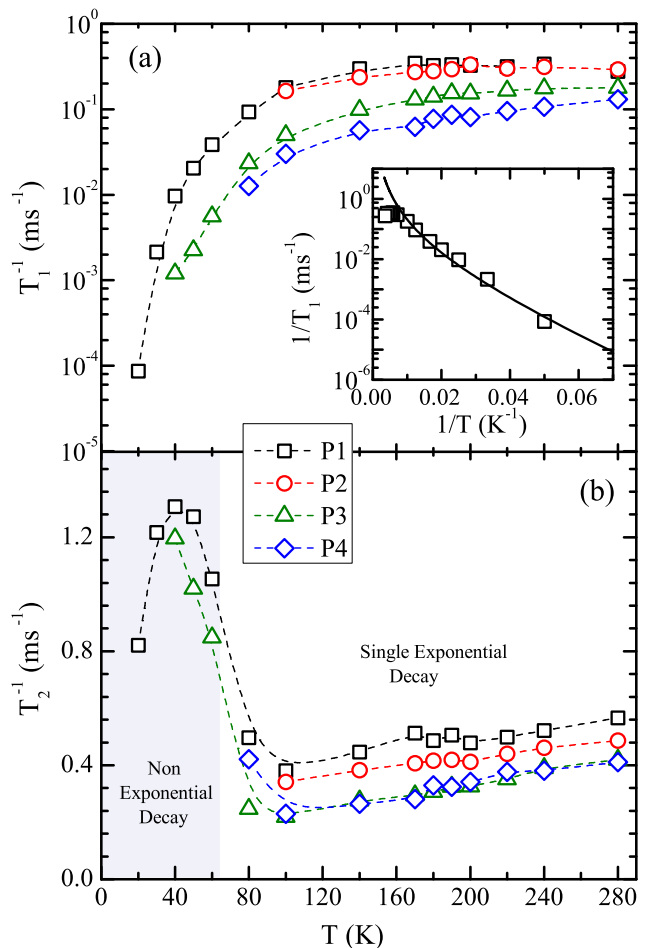 (a)
10^0
10^-1
10^-2
10^-3
10^-4
10^-5
T_1^-1 (ms^-1)
10^0
10^-2
10^-4
10^-6
1/T_1 (ms^-1)
0.00 0.02 0.04 0.06
1/T (K^-1)
P1
P2
P3
P4
(b)
1.2
0.8
0.4
0.0
T_2^-1 (ms^-1)
Single Exponential
Decay
Non
Exponential
Decay
0 40 80 120 160 200 240 280
T (K)